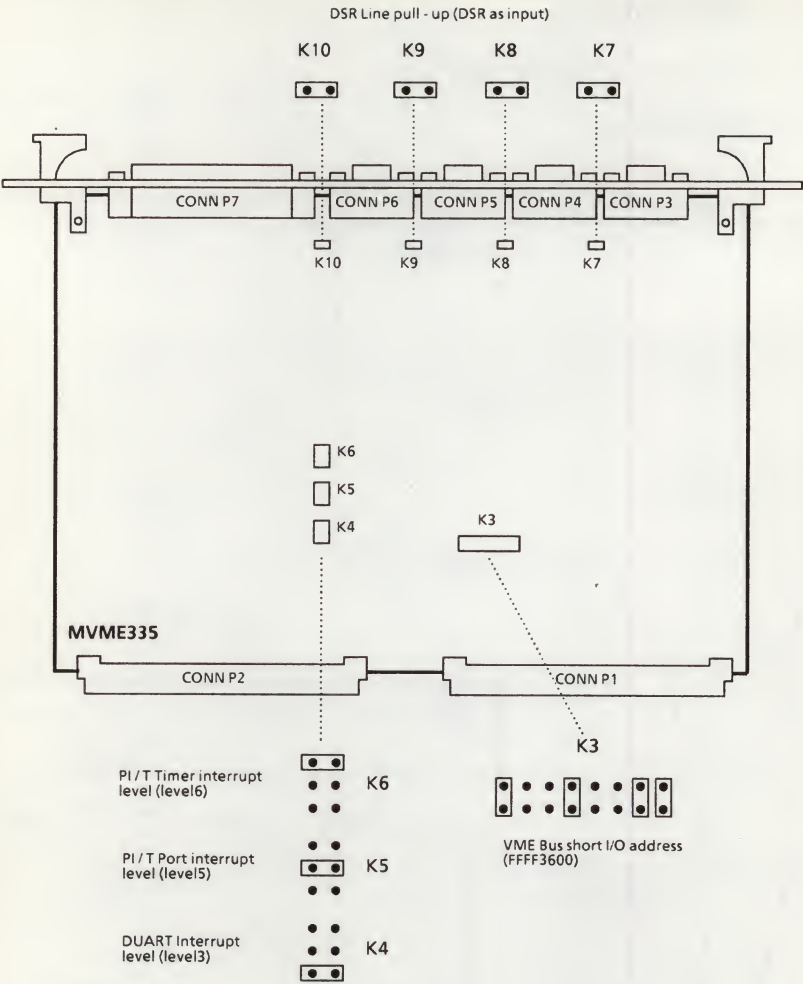 DSR Line pull - up (DSR as input)
K10 K9 K8 K7
CONN P7 CONN P6 CONN P5 CONN P4 CONN P3
K10 K9 K8 K7
K6
K5
K4
K3
MVME335
CONN P2 CONN P1
K3
PI / T Timer interrupt
level (level6)
K6
VME Bus short I/O address
(FFFF3600)
PI / T Port interrupt
level (level5)
K5
DUART Interrupt
level (level3)
K4